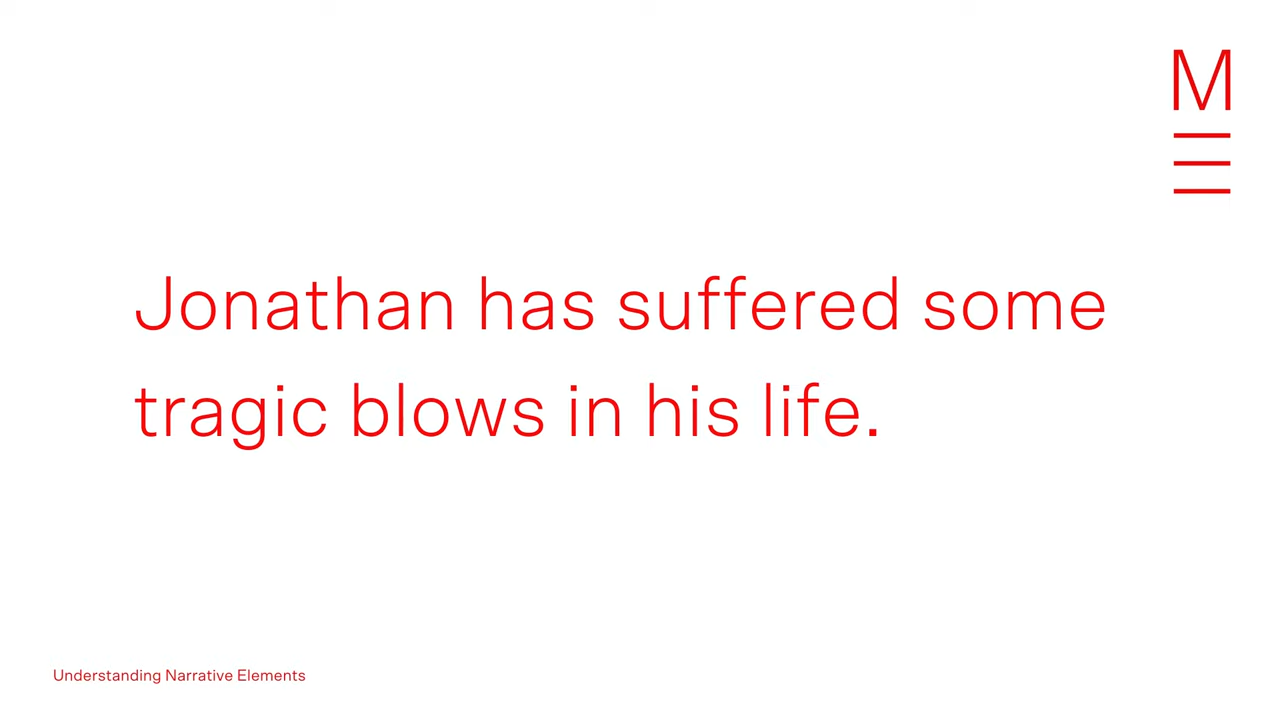 M
Jonathan has suffered some
tragic blows in his life.
Understanding Narrative Elements